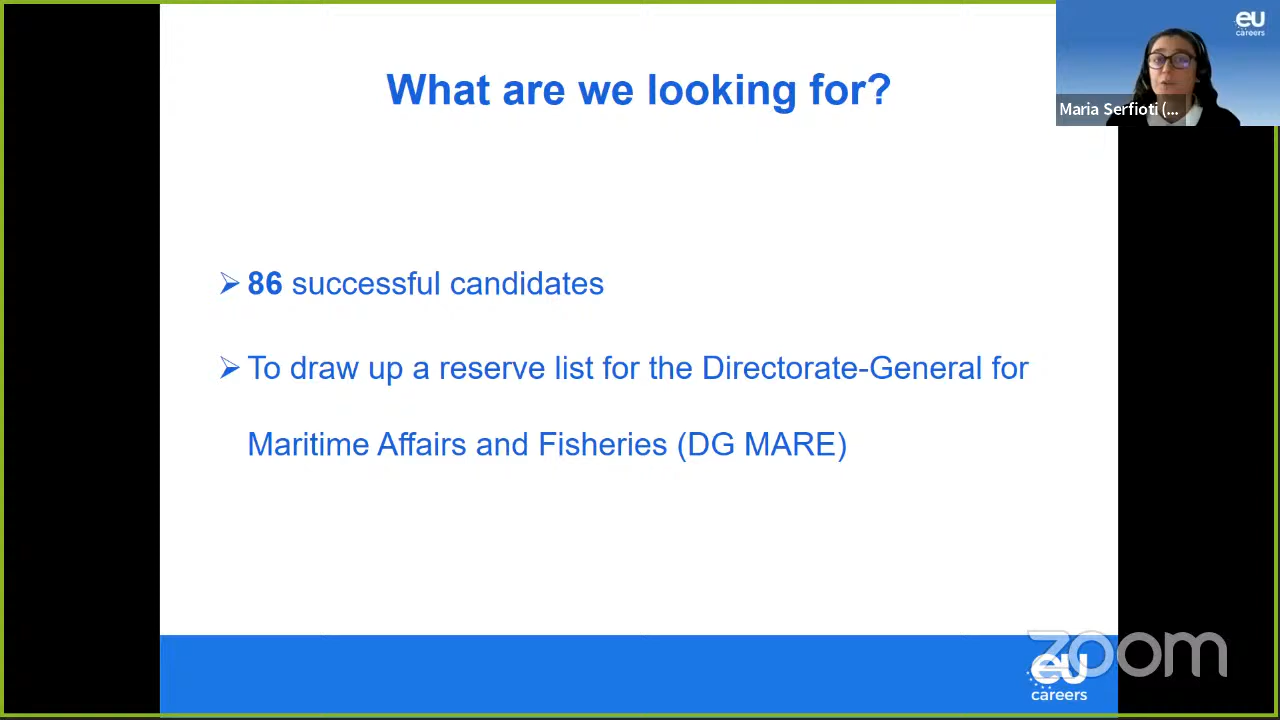 What are we looking for?
eu
careers
Maria Serfioti (...
➢ 86 successful candidates
➢ To draw up a reserve list for the Directorate-General for
Maritime Affairs and Fisheries (DG MARE)
zoom
eu
careers